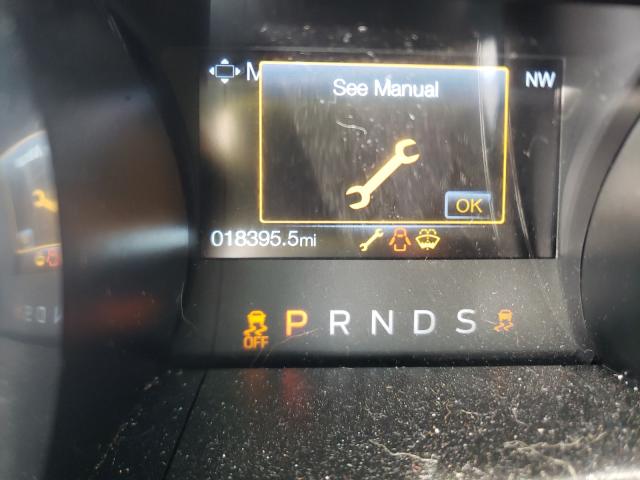 M
NW
See Manual
OK
018395.5mi
OFF
P R N D S